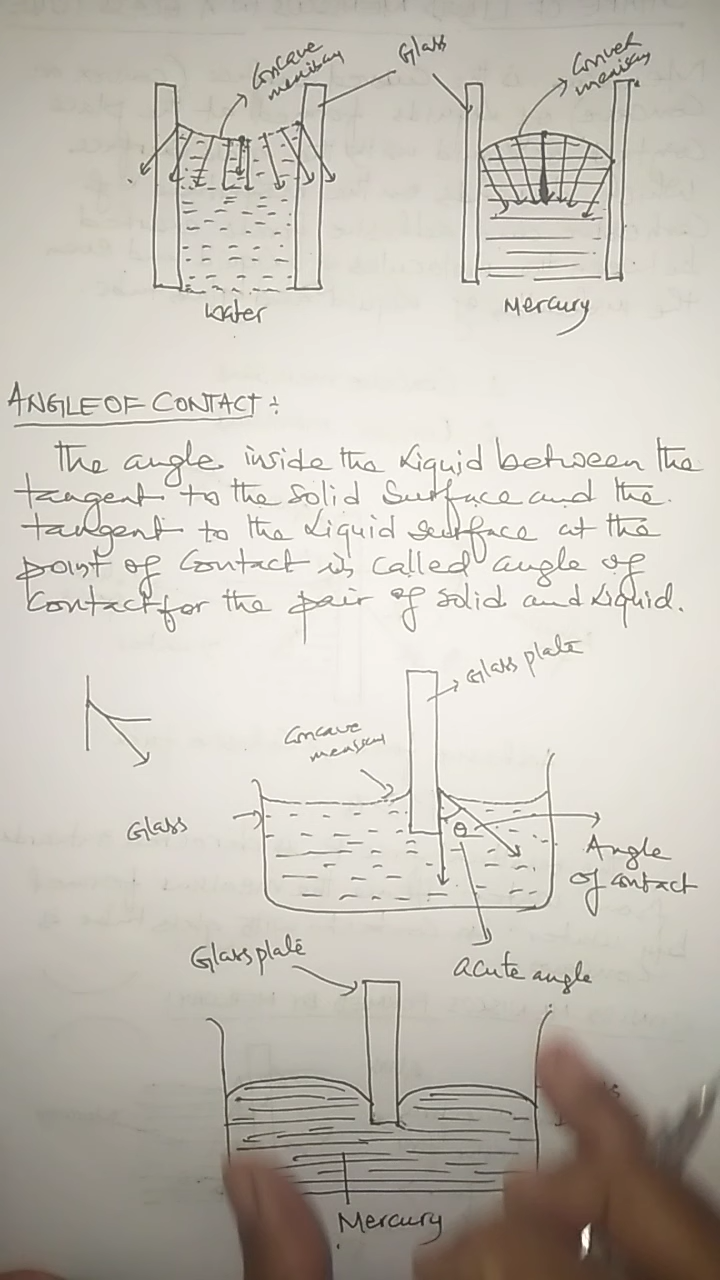 Concave
meniscus
Glass
Convex
meniscus
Water
Mercury
ANGLE OF CONTACT :
The angle inside the Liquid between the
tangent to the solid Surface and the
tangent to the Liquid surface at the
point of Contact is called angle of
Contact for the pair of solid and Liquid.
Glass plate
Concave
meniscus
Glass
θ
Angle
of contact
Glass plate
acute angle
Mercury